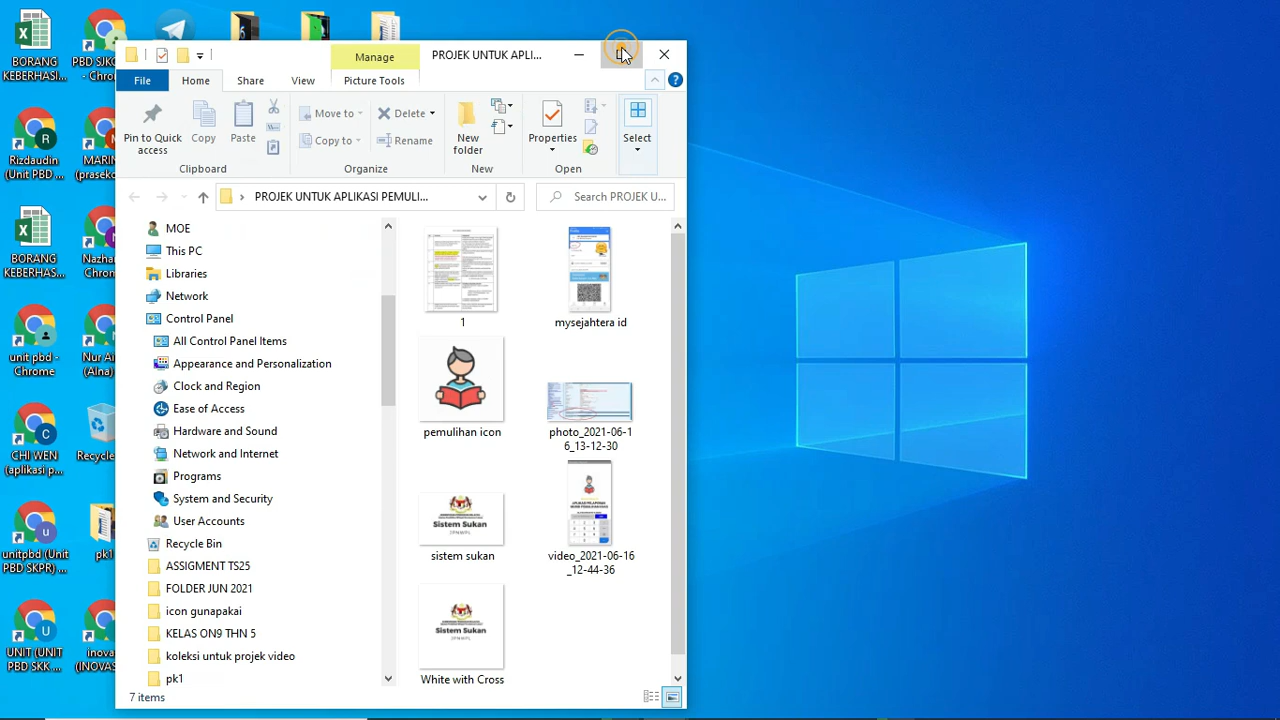 BORANG
KEBERHAS...
PBD SJKC
- Chrome
Rizdaudin
(Unit PBD ...
MARIN
(prasekol
BORANG
KEBERHAS...
Nazhar
Chrom
unit pbd -
Chrome
Nur Ai
(Alna)
CHI WEN
(aplikasi p...
Recycle
unitpbd (Unit
PBD SKPR) ...
pk1
UNIT (UNIT
PBD SKK ...
inova
(INOVAS
Manage
PROJEK UNTUK APLI...
File
Home
Share
View
Picture Tools
Pin to Quick
access
Copy
Paste
Move to
Copy to
Delete
Rename
New
folder
Properties
Select
Clipboard
Organize
New
Open
PROJEK UNTUK APLIKASI PEMULI...
Search PROJEK U...
MOE
This PC
Libraries
Network
Control Panel
All Control Panel Items
Appearance and Personalization
Clock and Region
Ease of Access
Hardware and Sound
Network and Internet
Programs
System and Security
User Accounts
Recycle Bin
ASSIGMENT TS25
FOLDER JUN 2021
icon gunapakai
KELAS ON9 THN 5
koleksi untuk projek video
pk1
1
mysejahtera id
pemulihan icon
photo_2021-06-1
6_13-12-30
Sistem Sukan
sistem sukan
video_2021-06-16
_12-44-36
Sistem Sukan
White with Cross
7 items